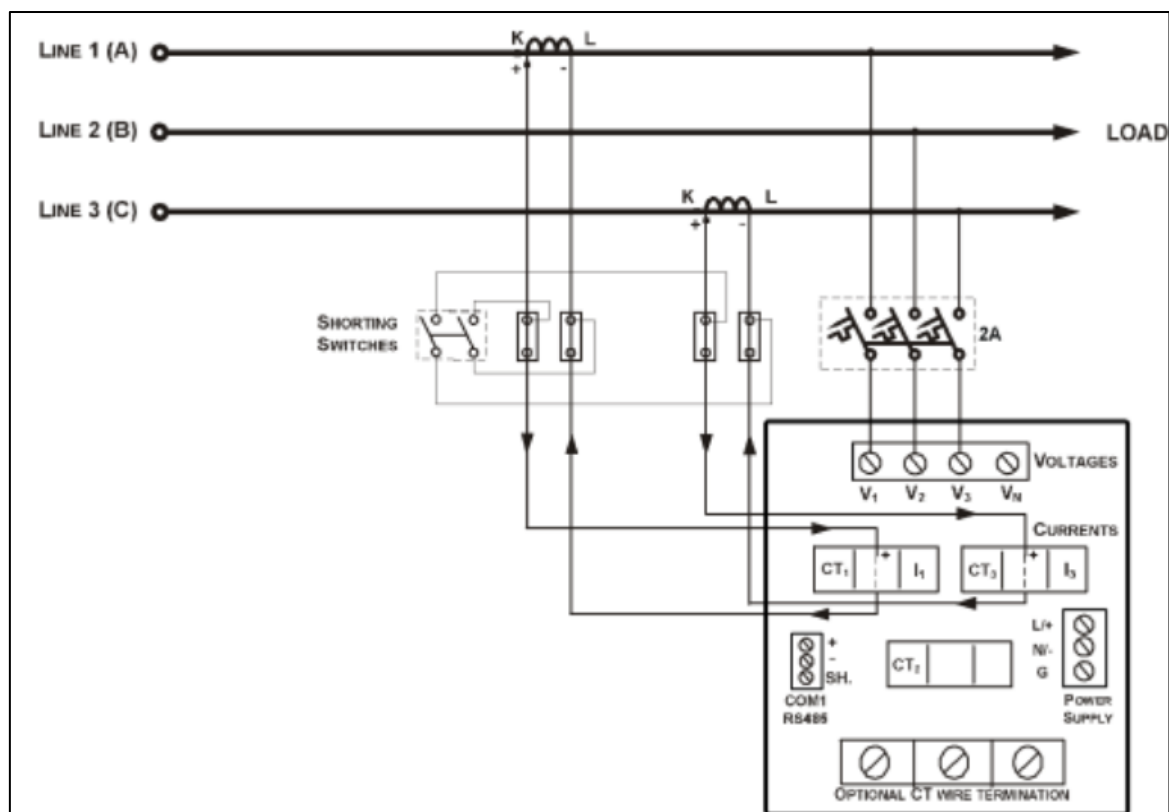 LINE 1 (A)
K L
+ -
LINE 2 (B)
LOAD
LINE 3 (C)
K L
+ -
SHORTING
SWITCHES
2A
VOLTAGES
V1 V2 V3 VN
CURRENTS
CT1 + I1
CT3 + I3
L/+
N/-
G
POWER
SUPPLY
+
-
SH.
COM1
RS485
CT2
OPTIONAL CT WIRE TERMINATION